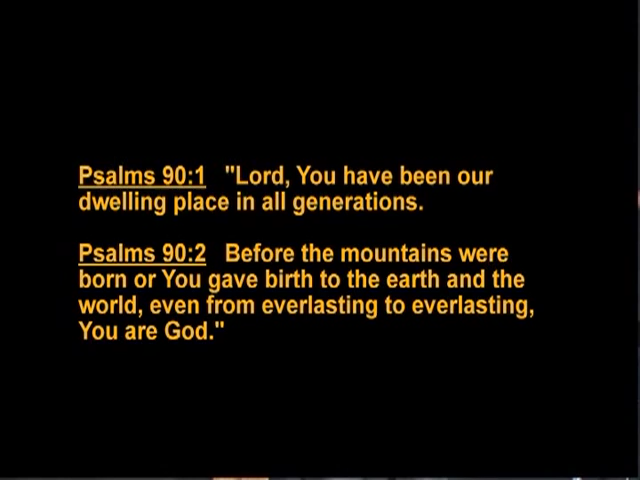 Psalms 90:1 "Lord, You have been our
dwelling place in all generations.
Psalms 90:2 Before the mountains were
born or You gave birth to the earth and the
world, even from everlasting to everlasting,
You are God."